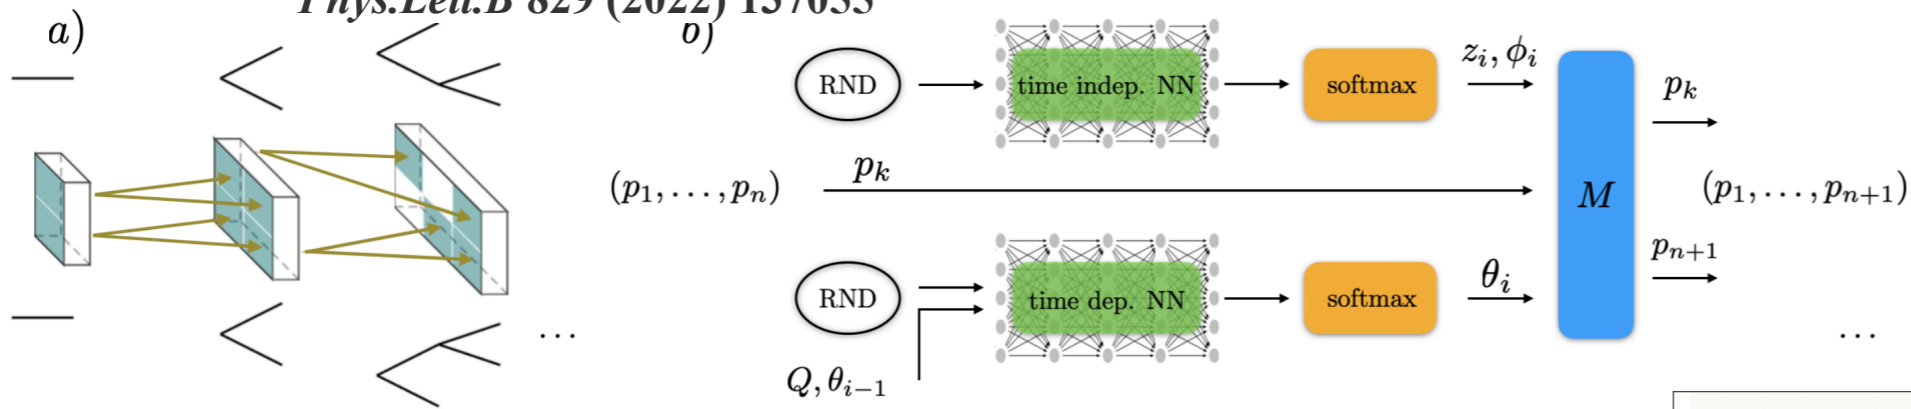 Phys.Lett.B 829 (2022) 137055
a)
b)
RND
time indep. NN
softmax
z_i, ϕ_i
p_k
(p_1, . . . , p_n)
p_k
M
(p_1, . . . , p_{n+1})
RND
time dep. NN
softmax
θ_i
p_{n+1}
. . .
. . .
Q, θ_{i−1}